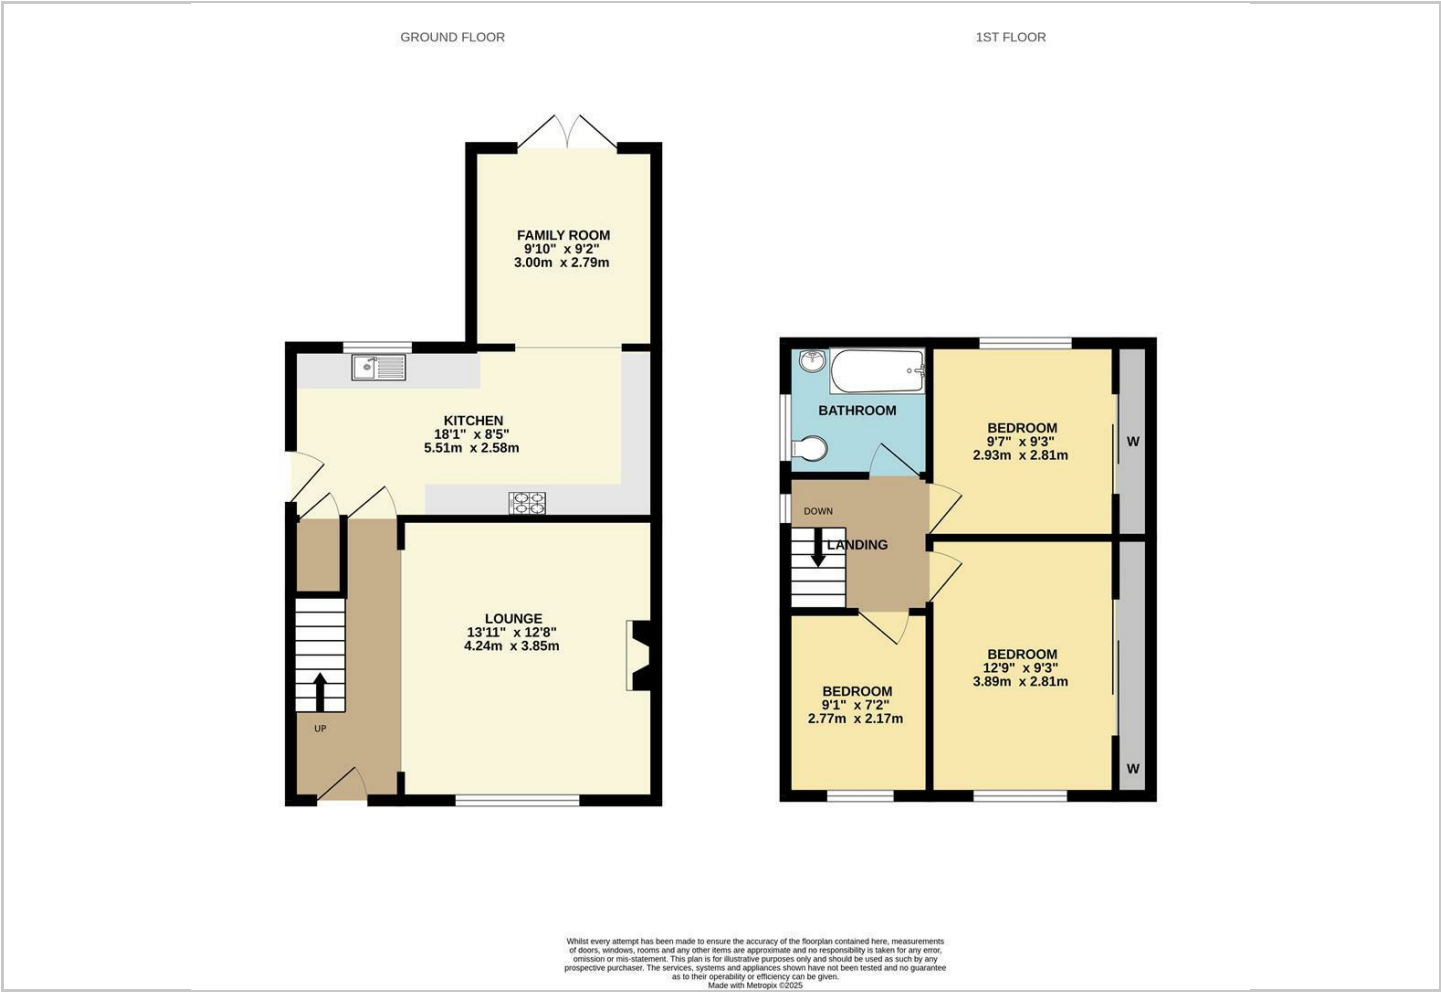 GROUND FLOOR
1ST FLOOR
FAMILY ROOM
9'10" x 9'2"
3.00m x 2.79m
KITCHEN
18'1" x 8'5"
5.51m x 2.58m
LOUNGE
13'11" x 12'8"
4.24m x 3.85m
UP
BATHROOM
BEDROOM
9'7" x 9'3"
2.93m x 2.81m
W
DOWN
LANDING
BEDROOM
12'9" x 9'3"
3.89m x 2.81m
BEDROOM
9'1" x 7'2"
2.77m x 2.17m
W
Whilst every attempt has been made to ensure the accuracy of the floorplan contained here, measurements
of doors, windows, rooms and any other items are approximate and no responsibility is taken for any error,
omission or mis-statement. This plan is for illustrative purposes only and should be used as such by any
prospective purchaser. The services, systems and appliances shown have not been tested and no guarantee
as to their operability or efficiency can be given.
Made with Metropix ©2025